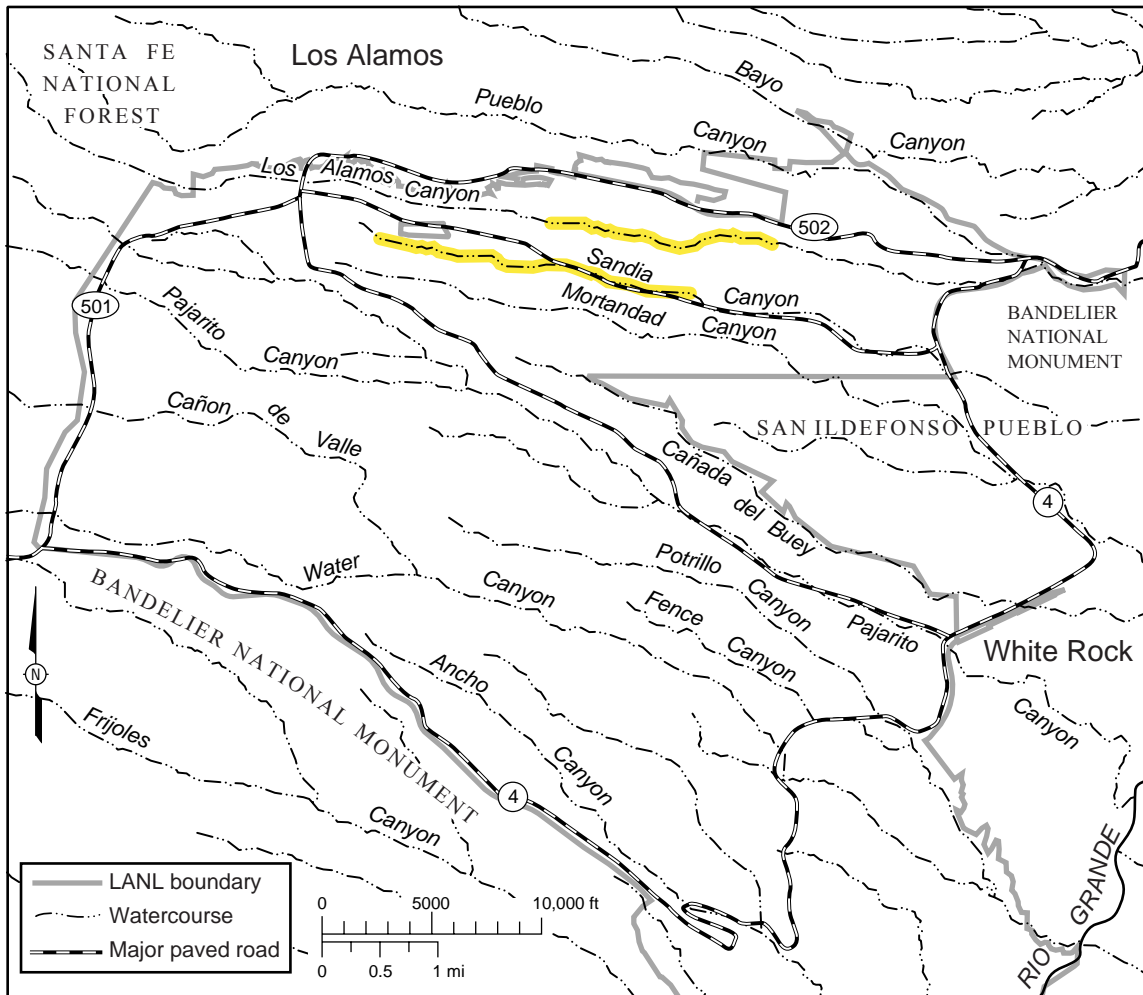 SANTA FE
NATIONAL
FOREST
Los Alamos
Bayo
Canyon
Pueblo
Canyon
Los Alamos Canyon
502
Sandia
Canyon
Mortandad
Canyon
501
Pajarito
Canyon
BANDELIER
NATIONAL
MONUMENT
Cañon de Valle
SAN ILDEFONSO PUEBLO
Cañada del Buey
4
Water
Canyon
Potrillo
Canyon
Fence
Canyon
Pajarito
White Rock
Canyon
BANDELIER NATIONAL MONUMENT
N
Ancho
Canyon
Frijoles
Canyon
4
RIO GRANDE
LANL boundary
Watercourse
Major paved road
0 5000 10,000 ft
0 0.5 1 mi